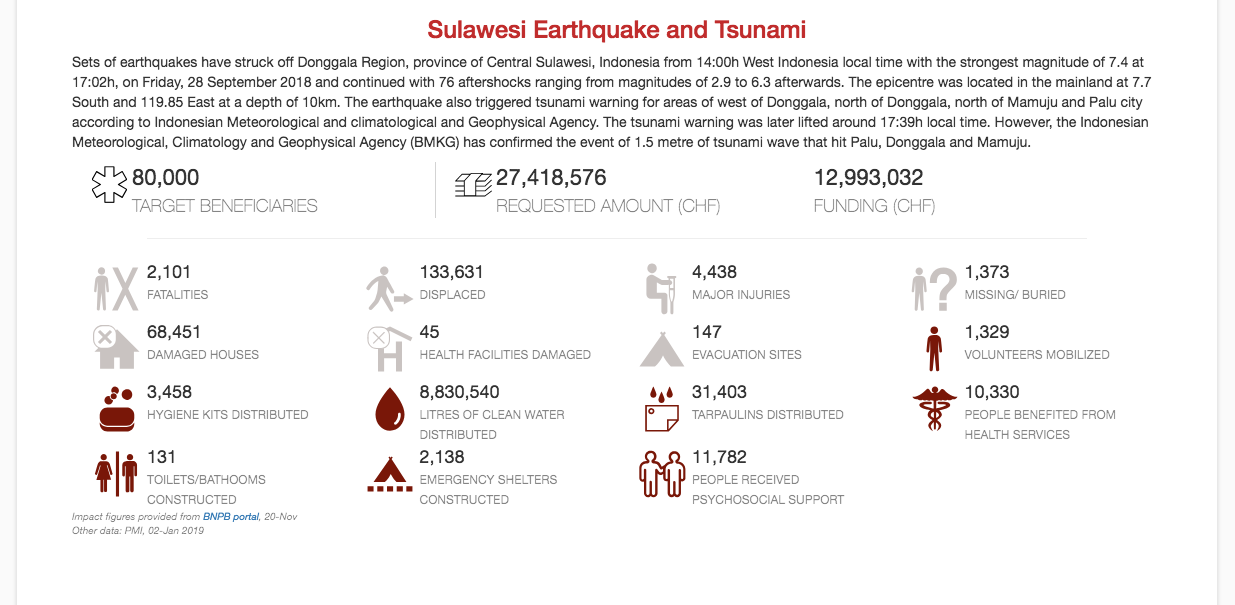 Sulawesi Earthquake and Tsunami
Sets of earthquakes have struck off Donggala Region, province of Central Sulawesi, Indonesia from 14:00h West Indonesia local time with the strongest magnitude of 7.4 at
17:02h, on Friday, 28 September 2018 and continued with 76 aftershocks ranging from magnitudes of 2.9 to 6.3 afterwards. The epicentre was located in the mainland at 7.7
South and 119.85 East at a depth of 10km. The earthquake also triggered tsunami warning for areas of west of Donggala, north of Donggala, north of Mamuju and Palu city
according to Indonesian Meteorological and climatological and Geophysical Agency. The tsunami warning was later lifted around 17:39h local time. However, the Indonesian
Meteorological, Climatology and Geophysical Agency (BMKG) has confirmed the event of 1.5 metre of tsunami wave that hit Palu, Donggala and Mamuju.
80,000
TARGET BENEFICIARIES
27,418,576
REQUESTED AMOUNT (CHF)
12,993,032
FUNDING (CHF)
2,101
FATALITIES
133,631
DISPLACED
4,438
MAJOR INJURIES
1,373
MISSING/ BURIED
68,451
DAMAGED HOUSES
45
HEALTH FACILITIES DAMAGED
147
EVACUATION SITES
1,329
VOLUNTEERS MOBILIZED
3,458
HYGIENE KITS DISTRIBUTED
8,830,540
LITRES OF CLEAN WATER
DISTRIBUTED
31,403
TARPAULINS DISTRIBUTED
10,330
PEOPLE BENEFITED FROM
HEALTH SERVICES
131
TOILETS/BATHOOMS
CONSTRUCTED
2,138
EMERGENCY SHELTERS
CONSTRUCTED
11,782
PEOPLE RECEIVED
PSYCHOSOCIAL SUPPORT
Impact figures provided from BNPB portal, 20-Nov
Other data: PMI, 02-Jan 2019